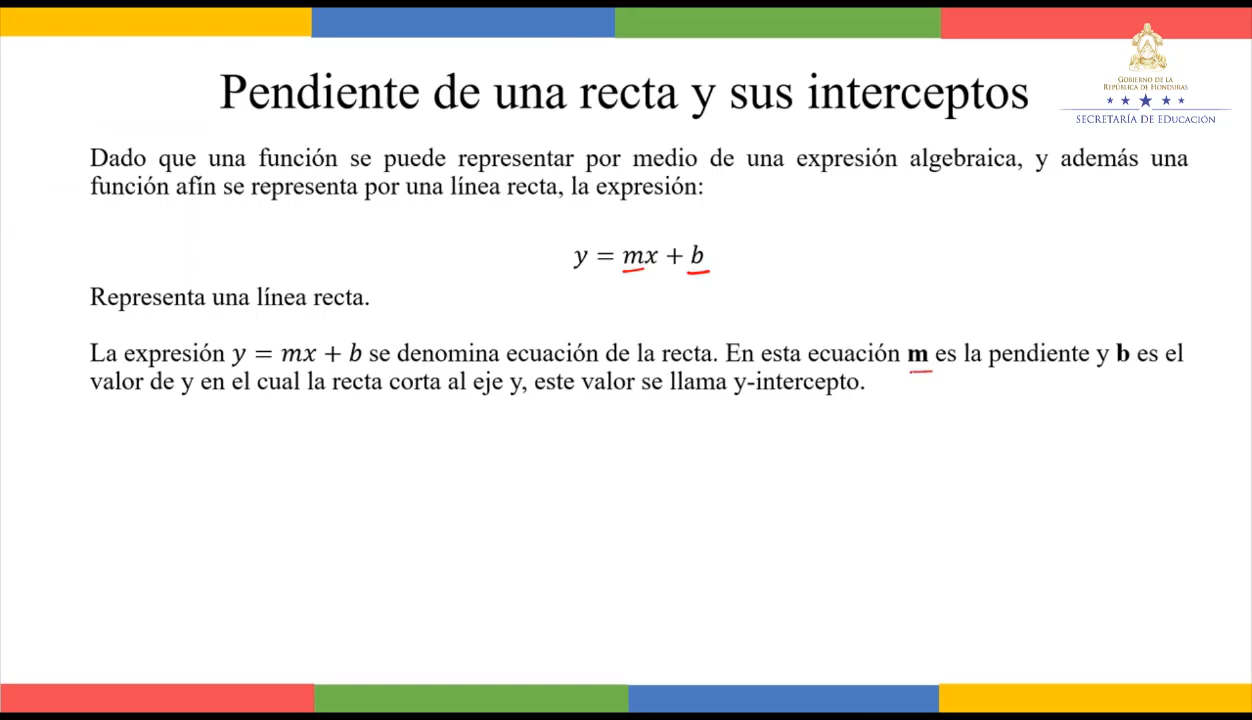 Pendiente de una recta y sus interceptos
GOBIERNO DE LA
REPÚBLICA DE HONDURAS
SECRETARÍA DE EDUCACIÓN
Dado que una función se puede representar por medio de una expresión algebraica, y además una
función afín se representa por una línea recta, la expresión:
y = mx + b
Representa una línea recta.
La expresión y = mx + b se denomina ecuación de la recta. En esta ecuación m es la pendiente y b es el
valor de y en el cual la recta corta al eje y, este valor se llama y-intercepto.